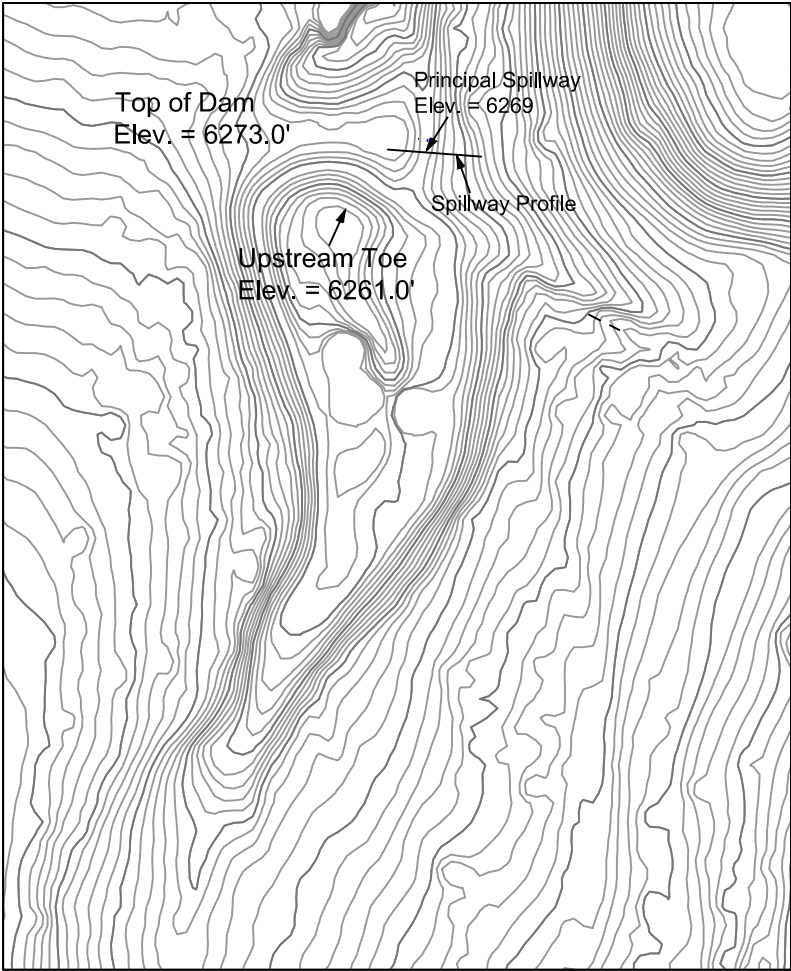 Principal Spillway
Elev. = 6269
Top of Dam
Elev. = 6273.0'
Spillway Profile
Upstream Toe
Elev. = 6261.0'